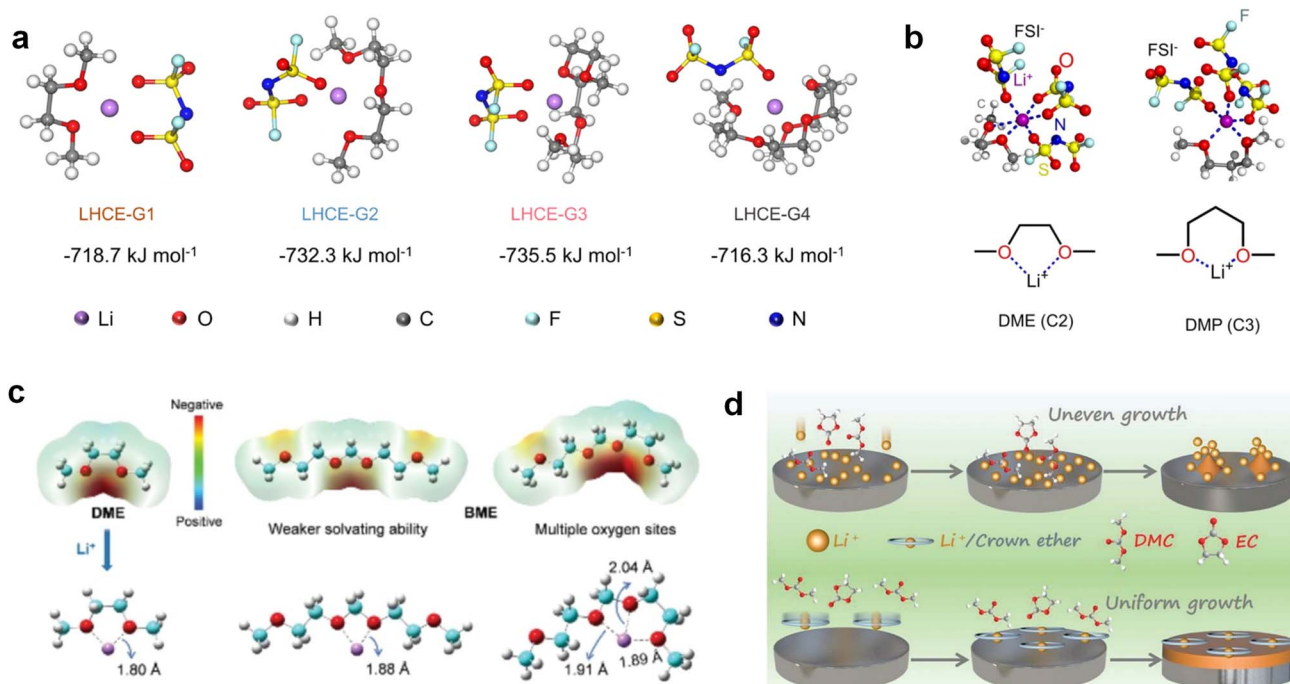 a
LHCE-G1
-718.7 kJ mol⁻¹
LHCE-G2
-732.3 kJ mol⁻¹
LHCE-G3
-735.5 kJ mol⁻¹
LHCE-G4
-716.3 kJ mol⁻¹
Li O H C F S N
b
FSI⁻
Li⁺
O
C
H
N
S
FSI⁻
F
O O
Li⁺
DME (C2)
O O
Li⁺
DMP (C3)
c
Negative
Positive
DME
Weaker solvating ability
BME
Multiple oxygen sites
Li⁺
1.80 Å
1.88 Å
2.04 Å
1.91 Å
1.89 Å
d
Uneven growth
Li⁺ Li⁺/Crown ether DMC EC
Uniform growth